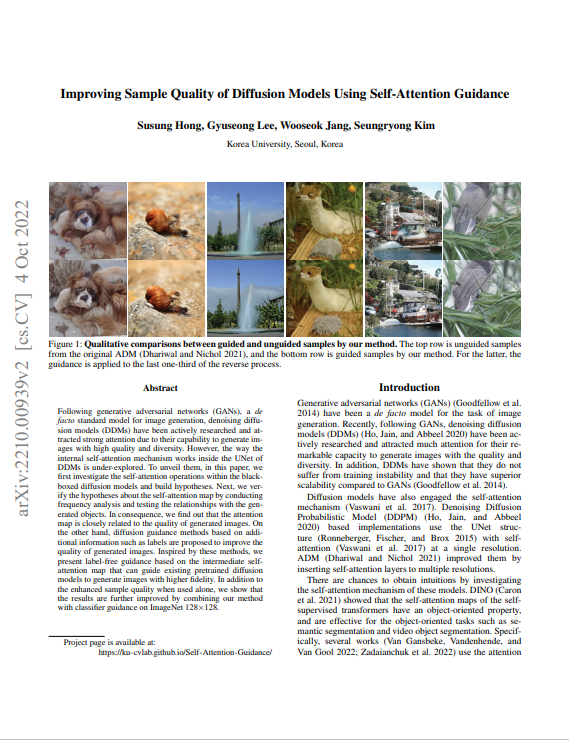 Improving Sample Quality of Diffusion Models Using Self-Attention Guidance
Susung Hong, Gyuseong Lee, Wooseok Jang, Seungryong Kim
Korea University, Seoul, Korea
arXiv:2210.00939v2 [cs.CV] 4 Oct 2022
Figure 1: Qualitative comparisons between guided and unguided samples by our method. The top row is unguided samples
from the original ADM (Dhariwal and Nichol 2021), and the bottom row is guided samples by our method. For the latter, the
guidance is applied to the last one-third of the reverse process.
Abstract
Following generative adversarial networks (GANs), a de
facto standard model for image generation, denoising diffu-
sion models (DDMs) have been actively researched and at-
tracted strong attention due to their capability to generate im-
ages with high quality and diversity. However, the way the
internal self-attention mechanism works inside the UNet of
DDMs is under-explored. To unveil them, in this paper, we
first investigate the self-attention operations within the black-
boxed diffusion models and build hypotheses. Next, we ver-
ify the hypotheses about the self-attention map by conducting
frequency analysis and testing the relationships with the gen-
erated objects. In consequence, we find out that the attention
map is closely related to the quality of generated images. On
the other hand, diffusion guidance methods based on addi-
tional information such as labels are proposed to improve the
quality of generated images. Inspired by these methods, we
present label-free guidance based on the intermediate self-
attention map that can guide existing pretrained diffusion
models to generate images with higher fidelity. In addition to
the enhanced sample quality when used alone, we show that
the results are further improved by combining our method
with classifier guidance on ImageNet 128×128.
Project page is available at:
https://ku-cvlab.github.io/Self-Attention-Guidance/
Introduction
Generative adversarial networks (GANs) (Goodfellow et al.
2014) have been a de facto model for the task of image
generation. Recently, following GANs, denoising diffusion
models (DDMs) (Ho, Jain, and Abbeel 2020) have been ac-
tively researched and attracted much attention for their re-
markable capacity to generate images with the quality and
diversity. In addition, DDMs have shown that they do not
suffer from training instability and that they have superior
scalability compared to GANs (Goodfellow et al. 2014).
Diffusion models have also engaged the self-attention
mechanism (Vaswani et al. 2017). Denoising Diffusion
Probabilistic Model (DDPM) (Ho, Jain, and Abbeel
2020) based implementations use the UNet struc-
ture (Ronneberger, Fischer, and Brox 2015) with self-
attention (Vaswani et al. 2017) at a single resolution.
ADM (Dhariwal and Nichol 2021) improved them by
inserting self-attention layers to multiple resolutions.
There are chances to obtain intuitions by investigating
the self-attention mechanism of these models. DINO (Caron
et al. 2021) showed that the self-attention maps of the self-
supervised transformers have an object-oriented property,
and are effective for the object-oriented tasks such as se-
mantic segmentation and video object segmentation. Specif-
ically, several works (Van Gansbeke, Vandenhende, and
Van Gool 2022; Zadaianchuk et al. 2022) use the attention